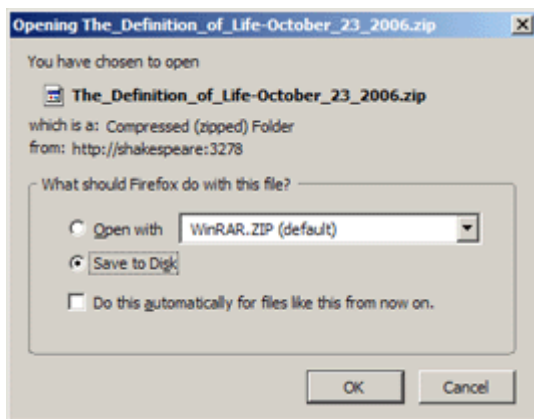 Opening The_Definition_of_Life-October_23_2006.zip
You have chosen to open
The_Definition_of_Life-October_23_2006.zip
which is a: Compressed (zipped) Folder
from: http://shakespeare:3278
What should Firefox do with this file?
Open with WinRAR.ZIP (default)
Save to Disk
Do this automatically for files like this from now on.
OK Cancel